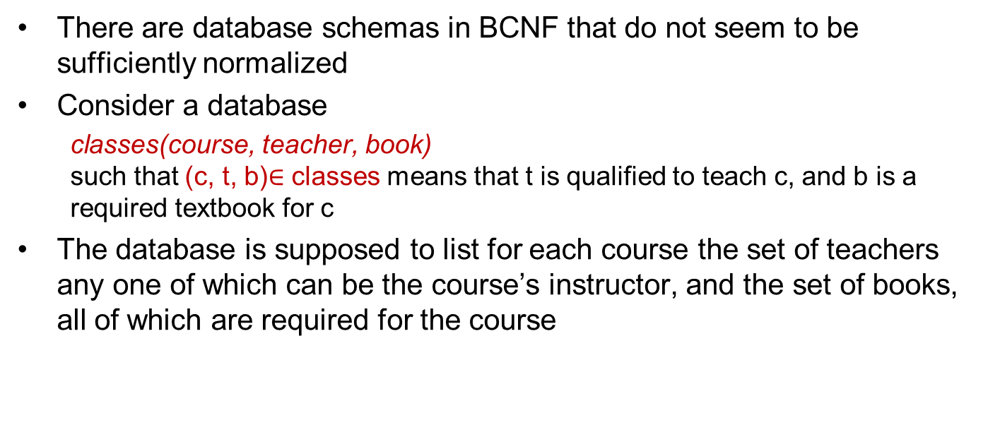 • There are database schemas in BCNF that do not seem to be
sufficiently normalized
• Consider a database
classes(course, teacher, book)
such that (c, t, b)∈ classes means that t is qualified to teach c, and b is a
required textbook for c
• The database is supposed to list for each course the set of teachers
any one of which can be the course’s instructor, and the set of books,
all of which are required for the course